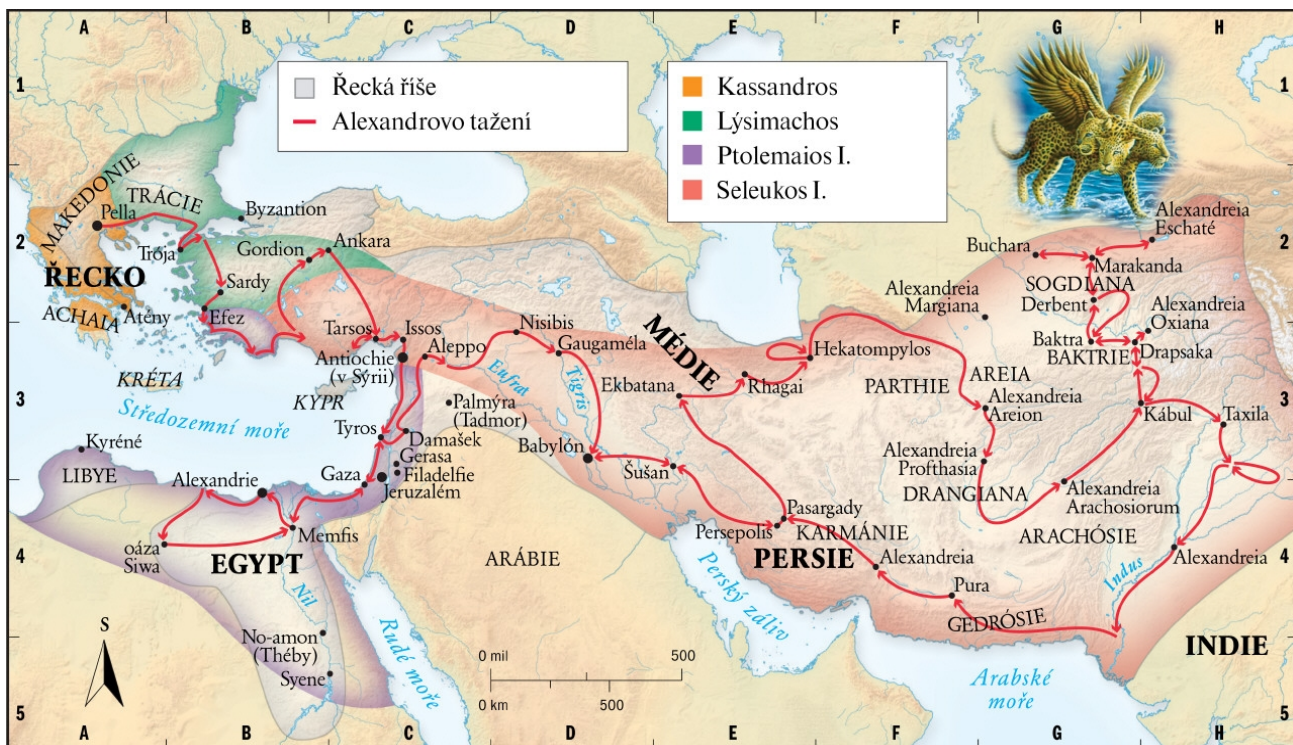 A B C D E F G H
1 1
Řecká říše
Alexandrovo tažení
Kassandros
Lýsimachos
Ptolemaios I.
Seleukos I.
MAKEDONIE
TRÁCIE
Pella
Byzantion
2 2
Trója
Gordion
Ankara
ŘECKO
Sardy
ACHAIA
Atény
Efez
Tarsos
Issos
Antiochie
(v Sýrii)
Aleppo
Nisibis
Gaugaméla
MÉDIE
Hekatompylos
Rhagai
Ekbatana
Eufrat
Tigris
Buchara
Alexandreia
Eschaté
Marakanda
SOGDIANA
Derbent
Alexandreia
Margiana
Alexandreia
Oxiana
Baktra
BAKTRIE
Drapsaka
PARTHIE
AREIA
Alexandreia
Areion
Kábul
Taxila
3 3
KRÉTA
KYPR
Středozemní moře
Palmýra
(Tadmor)
Tyros
Damašek
Gerasa
Filadelfie
Jeruzalém
Gaza
Babylón
Šušan
Kyréné
LIBYE
Alexandrie
Alexandreia
Profthasia
DRANGIANA
Alexandreia
Arachosiorum
ARACHÓSIE
Pasargady
Persepolis
KARMÁNIE
PERSIE
Alexandreia
Pura
GEDRÓSIE
Indus
Alexandreia
4 4
oáza
Siwa
EGYPT
Memfis
Nil
ARÁBIE
Perský záliv
INDIE
S
No-amon
(Théby)
Syene
Rudé moře
0 mil 500
0 km 500
Arabské
moře
5 5
A B C D E F G H